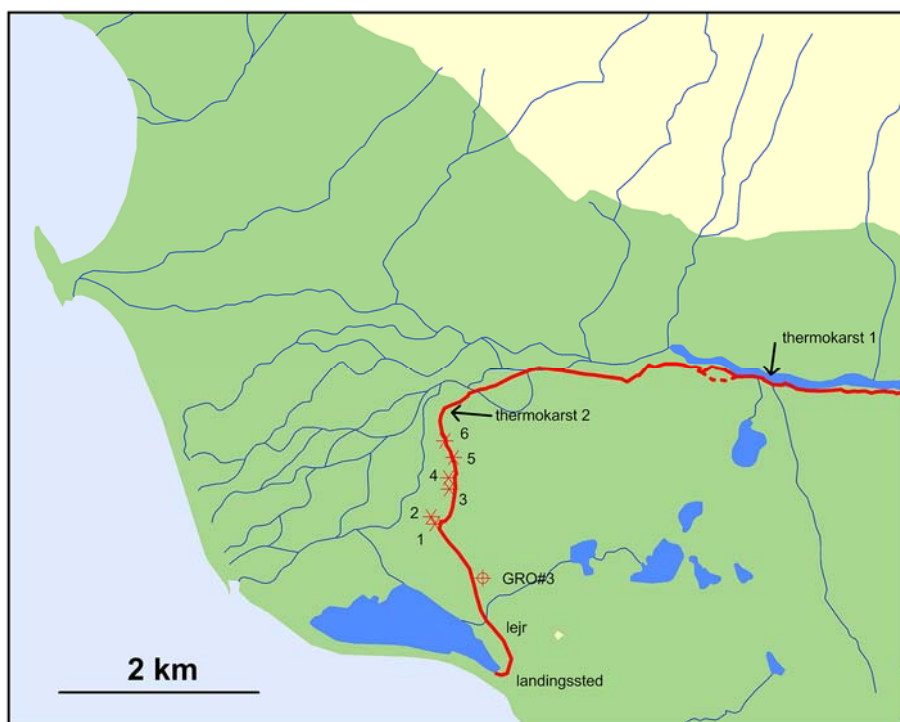 thermokarst 1
thermokarst 2
6
5
4
3
2
1
GRO#3
lejr
2 km
landingssted